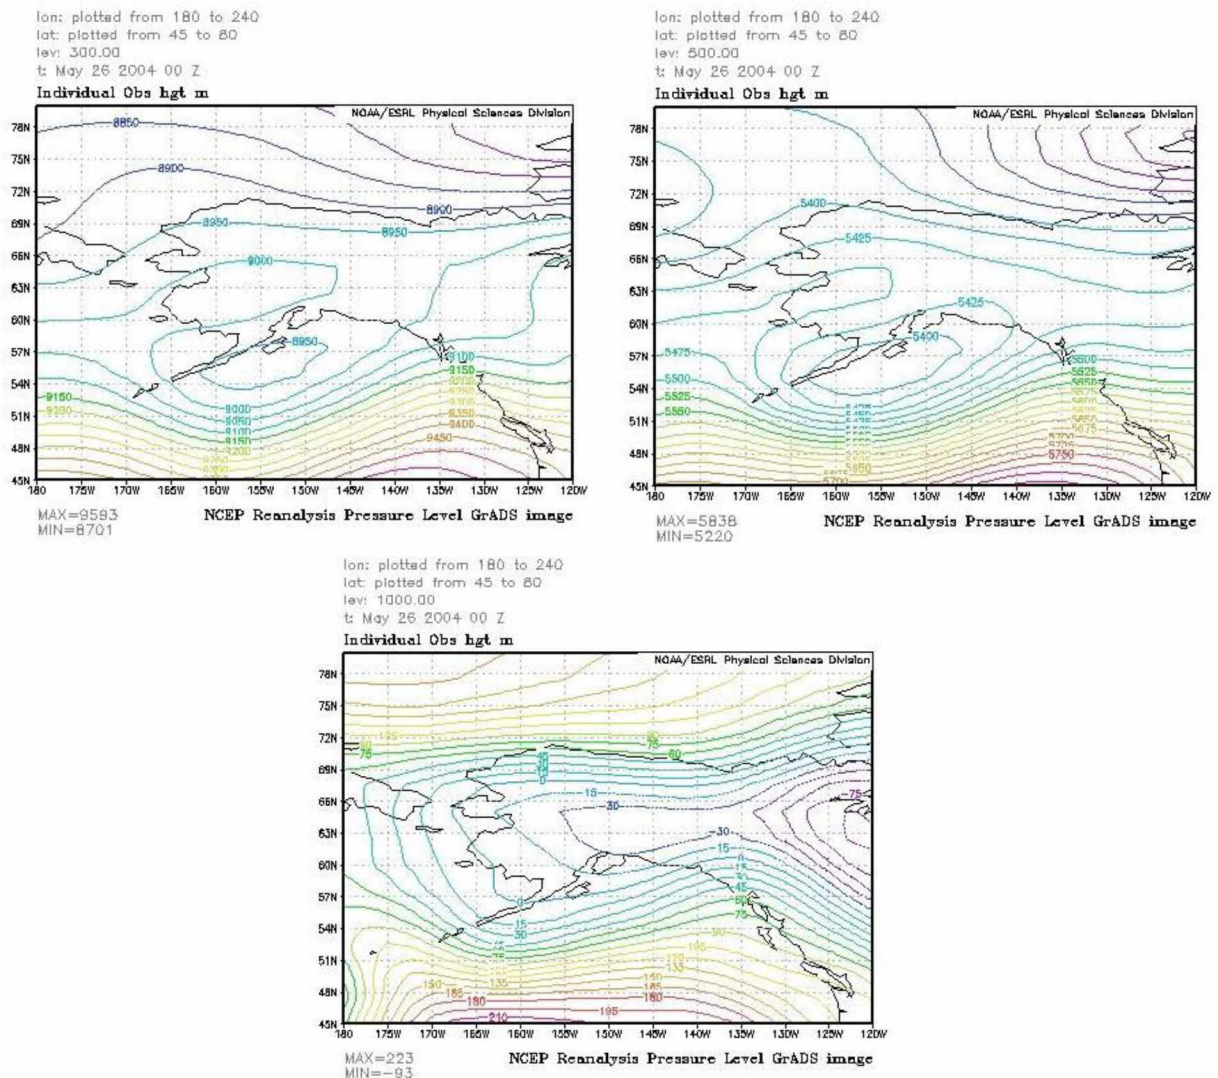 lon: plotted from 180 to 240
lat: plotted from 45 to 80
lev: 300.00
t: May 26 2004 00 Z
Individual Obs hgt m
NOAA/ESRL Physical Sciences Division
78N
75N
72N
69N
66N
63N
60N
57N
54N
51N
48N
45N
8850
8900
8900
8950
8950
9000
8950
9100
9150
9150
9200
9000
9050
9100
9150
9200
9350
9400
9450
180 175W 170W 165W 160W 155W 150W 145W 140W 135W 130W 125W 120W
MAX=9593
MIN=8701
NCEP Reanalysis Pressure Level GrADS image
lon: plotted from 180 to 240
lat: plotted from 45 to 80
lev: 500.00
t: May 26 2004 00 Z
Individual Obs hgt m
NOAA/ESRL Physical Sciences Division
78N
75N
72N
69N
66N
63N
60N
57N
54N
51N
48N
45N
5400
5425
5425
5400
5475
5500
5525
5550
5500
5525
5550
5650
5675
5700
5750
5650
5700
180 175W 170W 165W 160W 155W 150W 145W 140W 135W 130W 125W 120W
MAX=5838
MIN=5220
NCEP Reanalysis Pressure Level GrADS image
lon: plotted from 180 to 240
lat: plotted from 45 to 80
lev: 1000.00
t: May 26 2004 00 Z
Individual Obs hgt m
NOAA/ESRL Physical Sciences Division
78N
75N
72N
69N
66N
63N
60N
57N
54N
51N
48N
45N
105
75
75
60
0
15
-30
-75
-30
15
0
15
30
45
60
75
0
15
30
90
105
135
135
150
165
180
180
195
210
180 175W 170W 165W 160W 155W 150W 145W 140W 135W 130W 125W 120W
MAX=223
MIN=-93
NCEP Reanalysis Pressure Level GrADS image